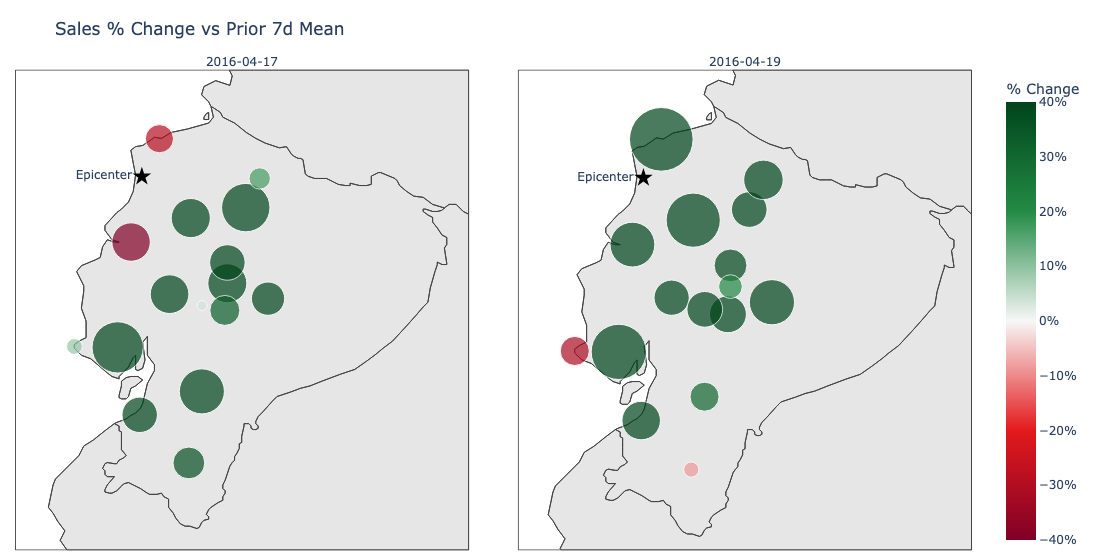 Sales % Change vs Prior 7d Mean
2016-04-17
2016-04-19
% Change
40%
30%
20%
10%
0%
−10%
−20%
−30%
−40%
Epicenter
Epicenter